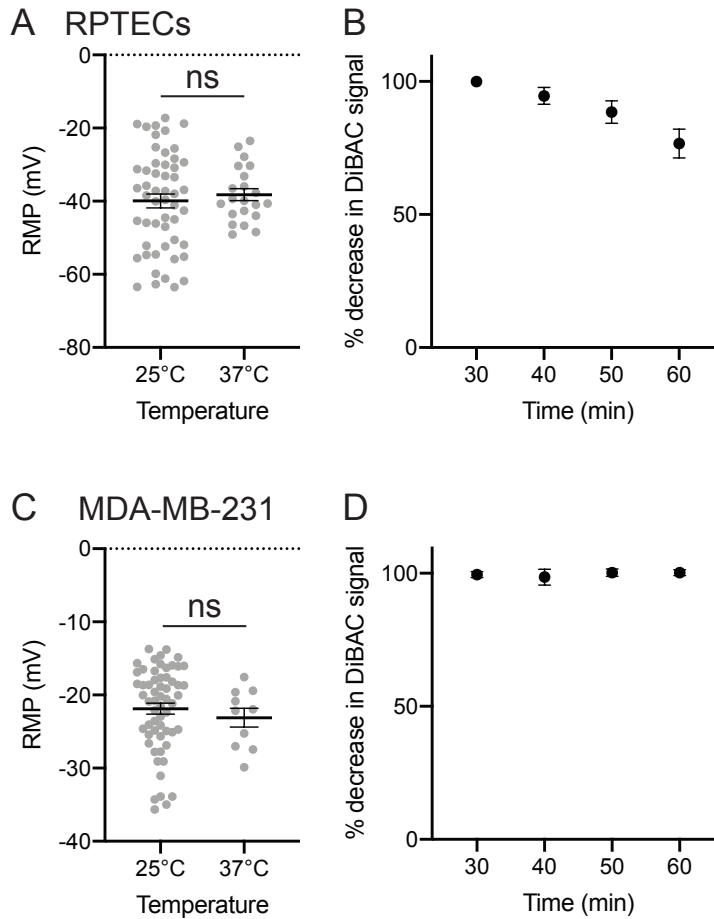 A RPTECs
0
-20
-40
-60
-80
RMP (mV)
ns
25°C 37°C
Temperature
B
100
50
0
% decrease in DiBAC signal
30 40 50 60
Time (min)
C MDA-MB-231
0
-10
-20
-30
-40
RMP (mV)
ns
25°C 37°C
Temperature
D
100
50
0
% decrease in DiBAC signal
30 40 50 60
Time (min)